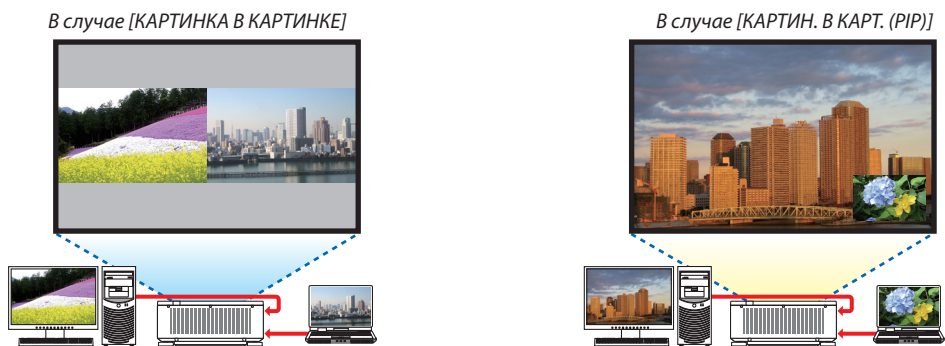 В случае [КАРТИНКА В КАРТИНКЕ]
В случае [КАРТИН. В КАРТ. (PIP)]